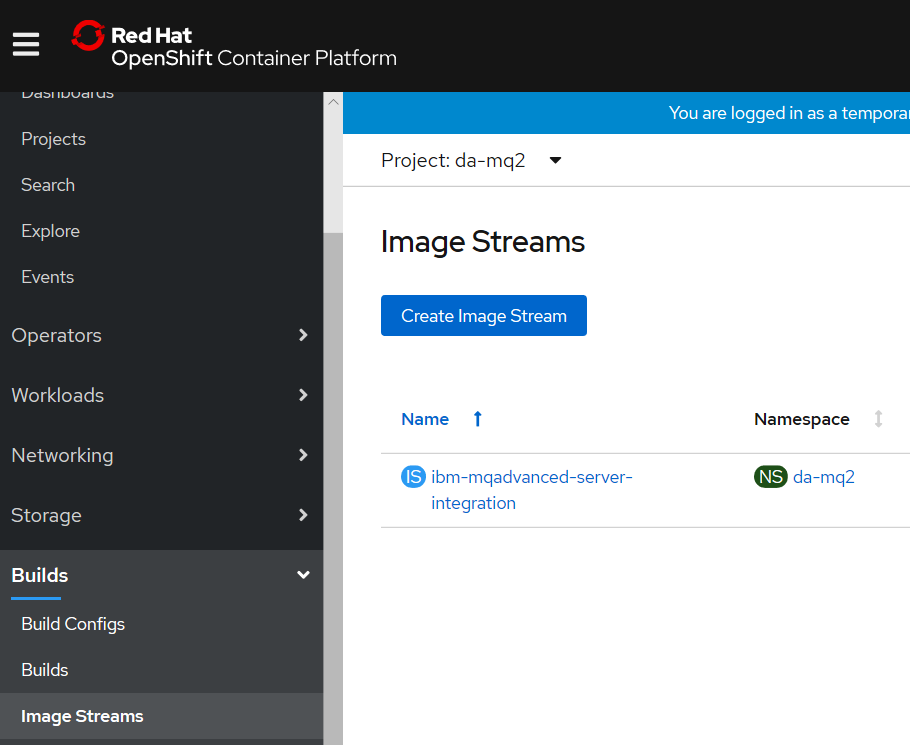 Red Hat
OpenShift Container Platform
Dashboards
Projects
Search
Explore
Events
Operators
Workloads
Networking
Storage
Builds
Build Configs
Builds
Image Streams
You are logged in as a tempora
Project: da-mq2
Image Streams
Create Image Stream
Name
Namespace
IS ibm-mqadvanced-server-
integration
NS da-mq2